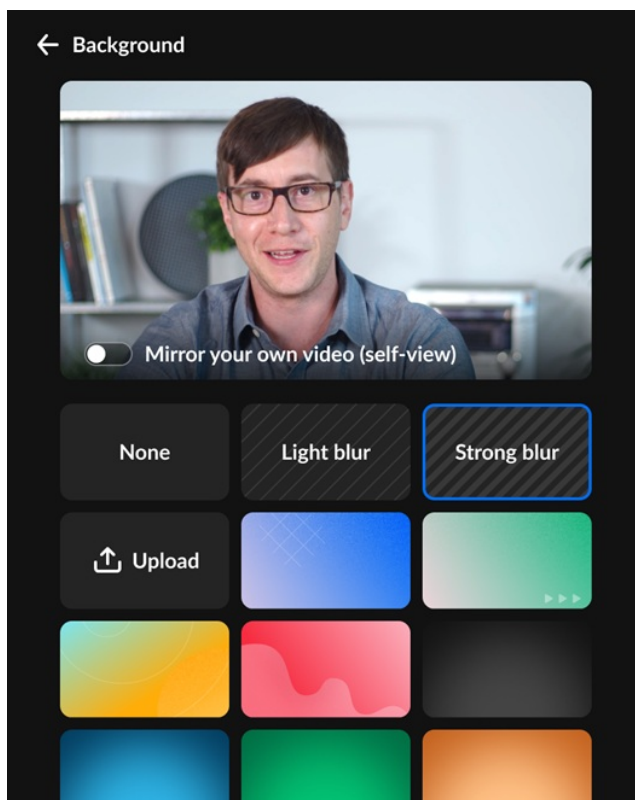 Background
Mirror your own video (self-view)
None
Light blur
Strong blur
Upload